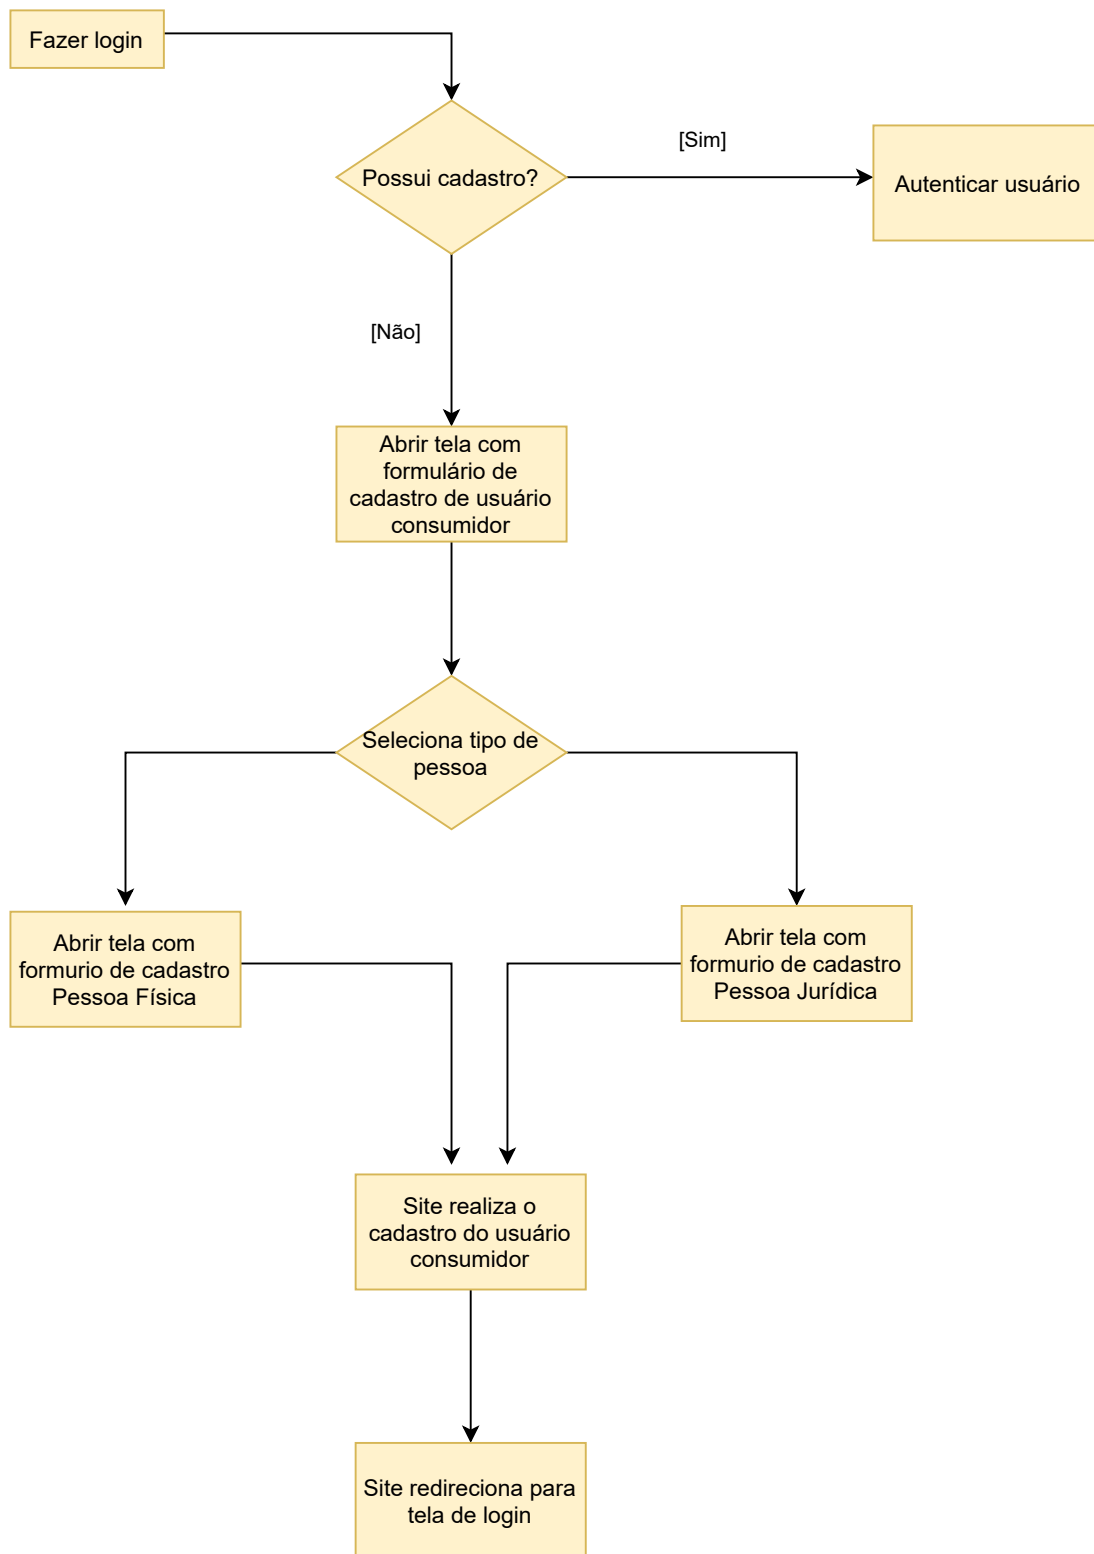 Fazer login
[Sim]
Possui cadastro?
Autenticar usuário
[Não]
Abrir tela com
formulário de
cadastro de usuário
consumidor
Seleciona tipo de
pessoa
Abrir tela com
formurio de cadastro
Pessoa Física
Abrir tela com
formurio de cadastro
Pessoa Jurídica
Site realiza o
cadastro do usuário
consumidor
Site redireciona para
tela de login